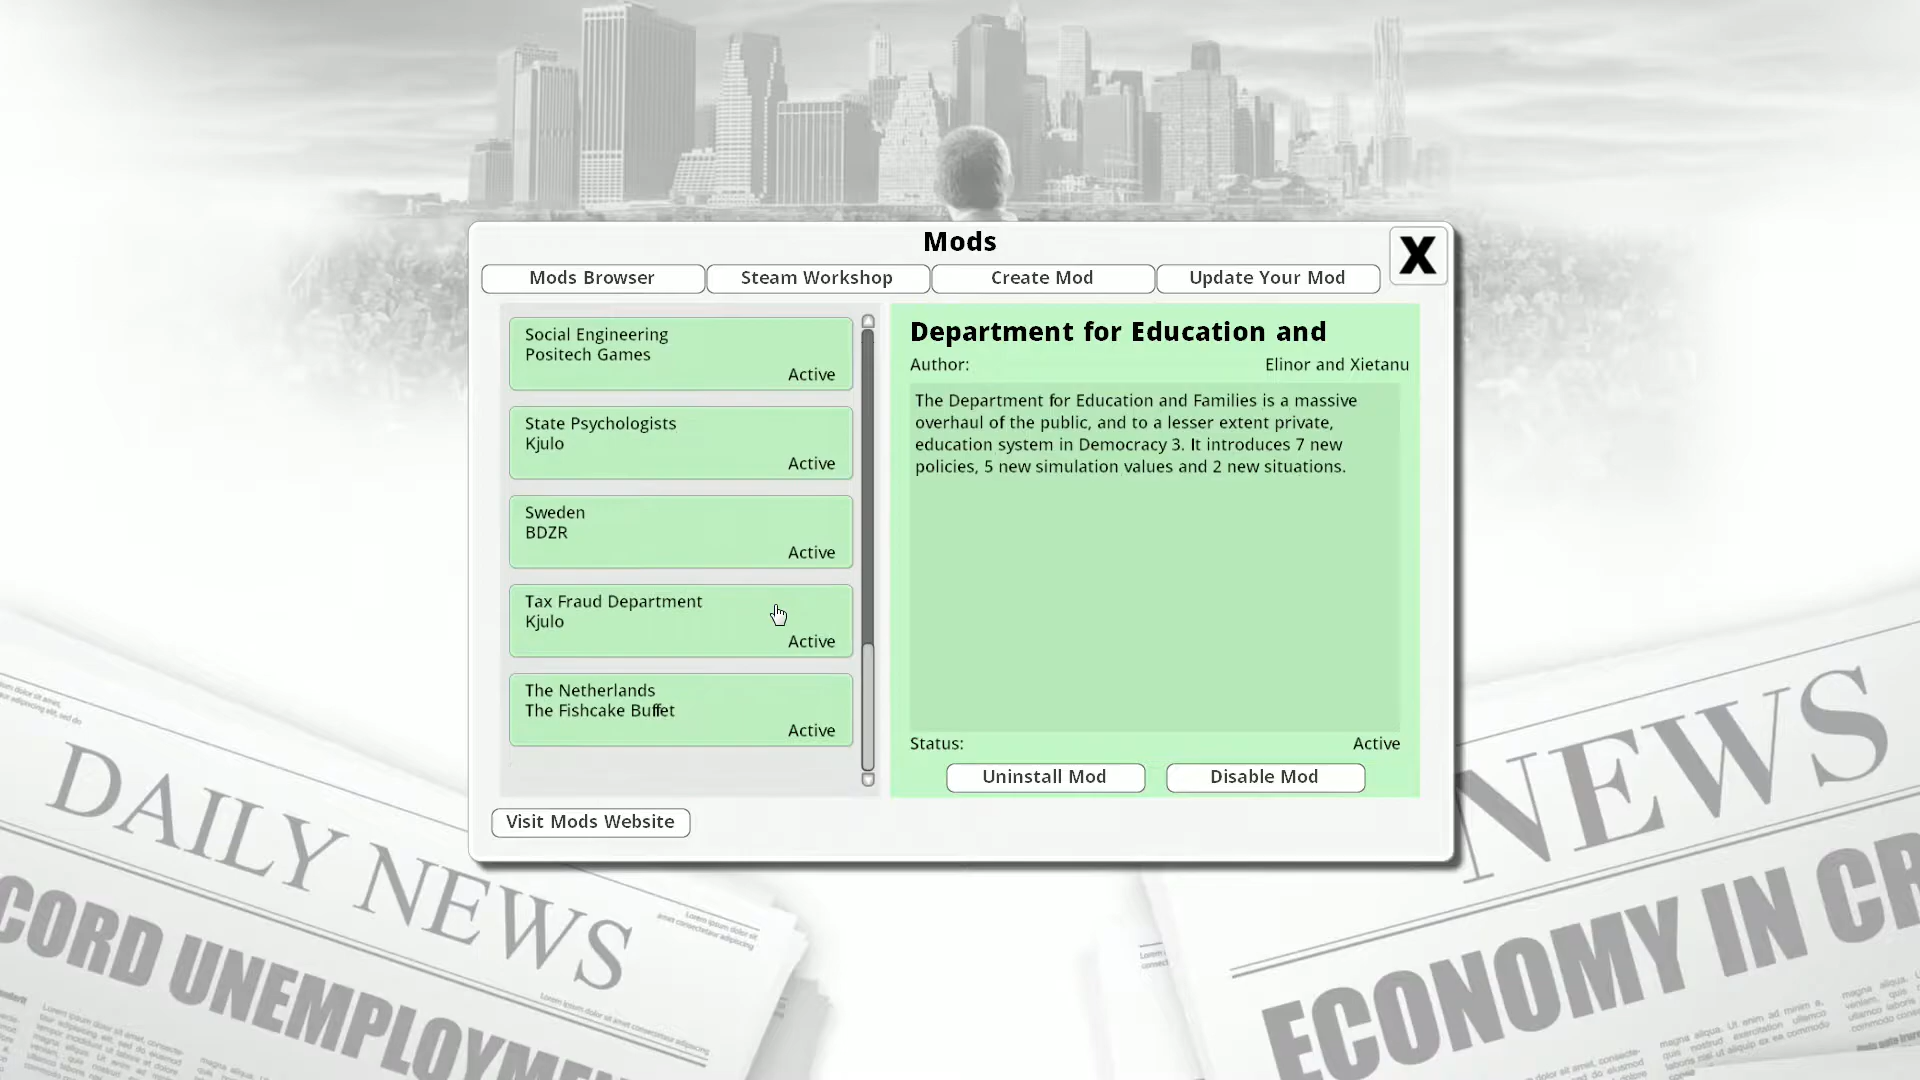 Mods
X
Mods Browser
Steam Workshop
Create Mod
Update Your Mod
Social Engineering
Positech Games
Active
State Psychologists
Kjulo
Active
Sweden
BDZR
Active
Tax Fraud Department
Kjulo
Active
The Netherlands
The Fishcake Buffet
Active
Department for Education and
Author:
Elinor and Xietanu
The Department for Education and Families is a massive
overhaul of the public, and to a lesser extent private,
education system in Democracy 3. It introduces 7 new
policies, 5 new simulation values and 2 new situations.
Status:
Active
Uninstall Mod
Disable Mod
Visit Mods Website
DAILY NEWS
CORD UNEMPLOYME
NEWS
ECONOMY IN CR